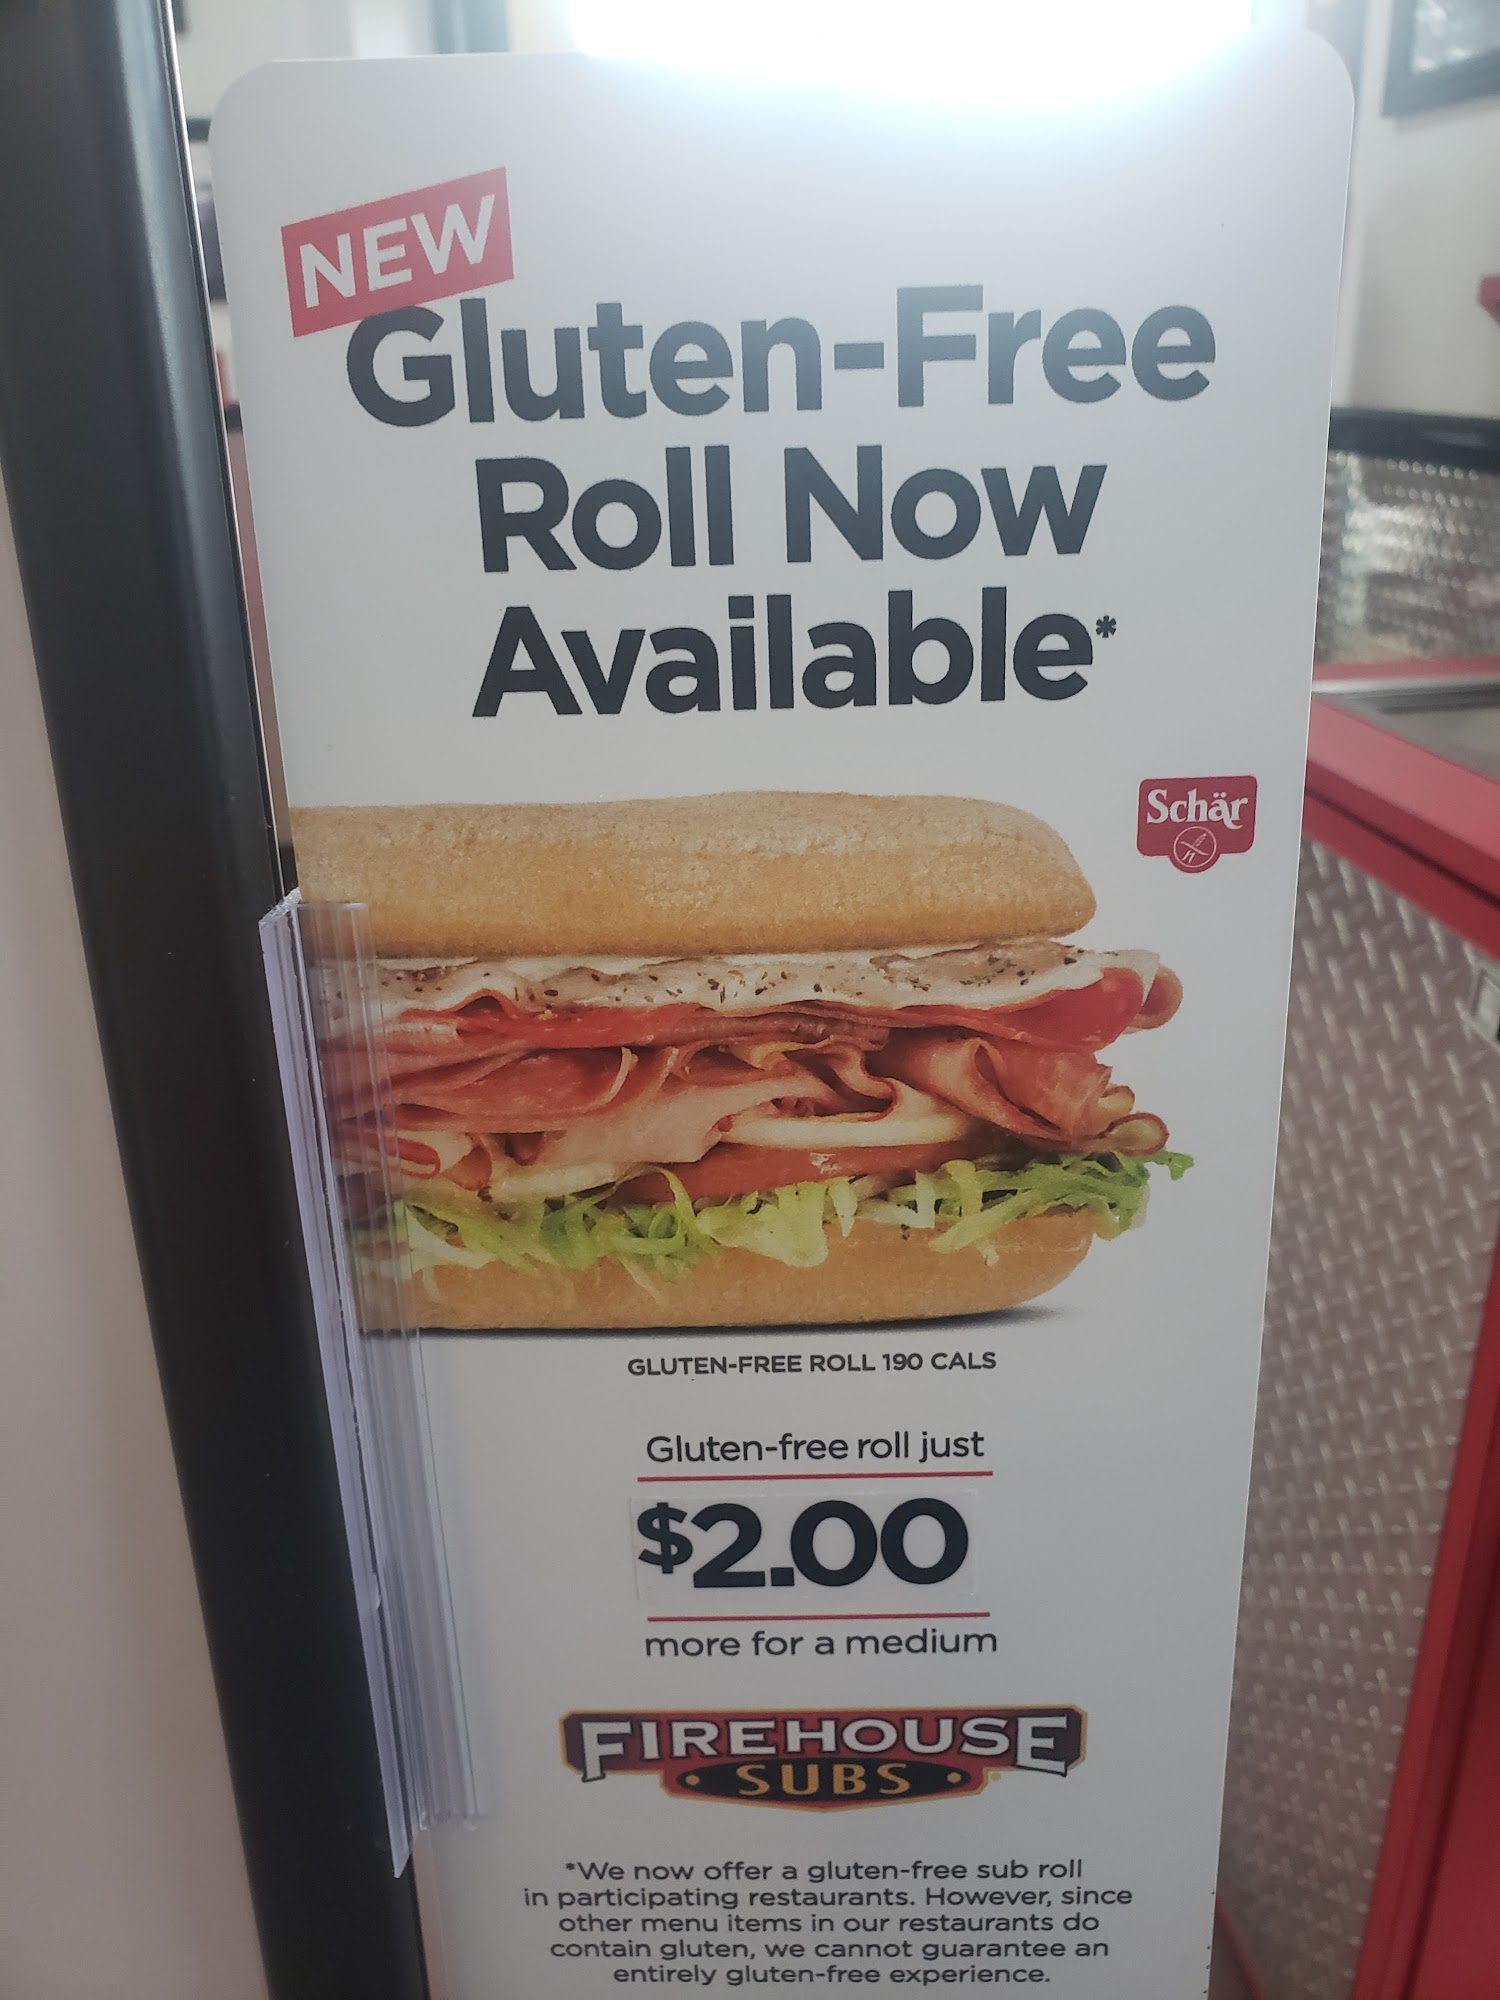 NEW
Gluten-Free
Roll Now
Available*
Schär
GLUTEN-FREE ROLL 190 CALS
Gluten-free roll just
$2.00
more for a medium
FIREHOUSE
SUBS
*We now offer a gluten-free sub roll
in participating restaurants. However, since
other menu items in our restaurants do
contain gluten, we cannot guarantee an
entirely gluten-free experience.